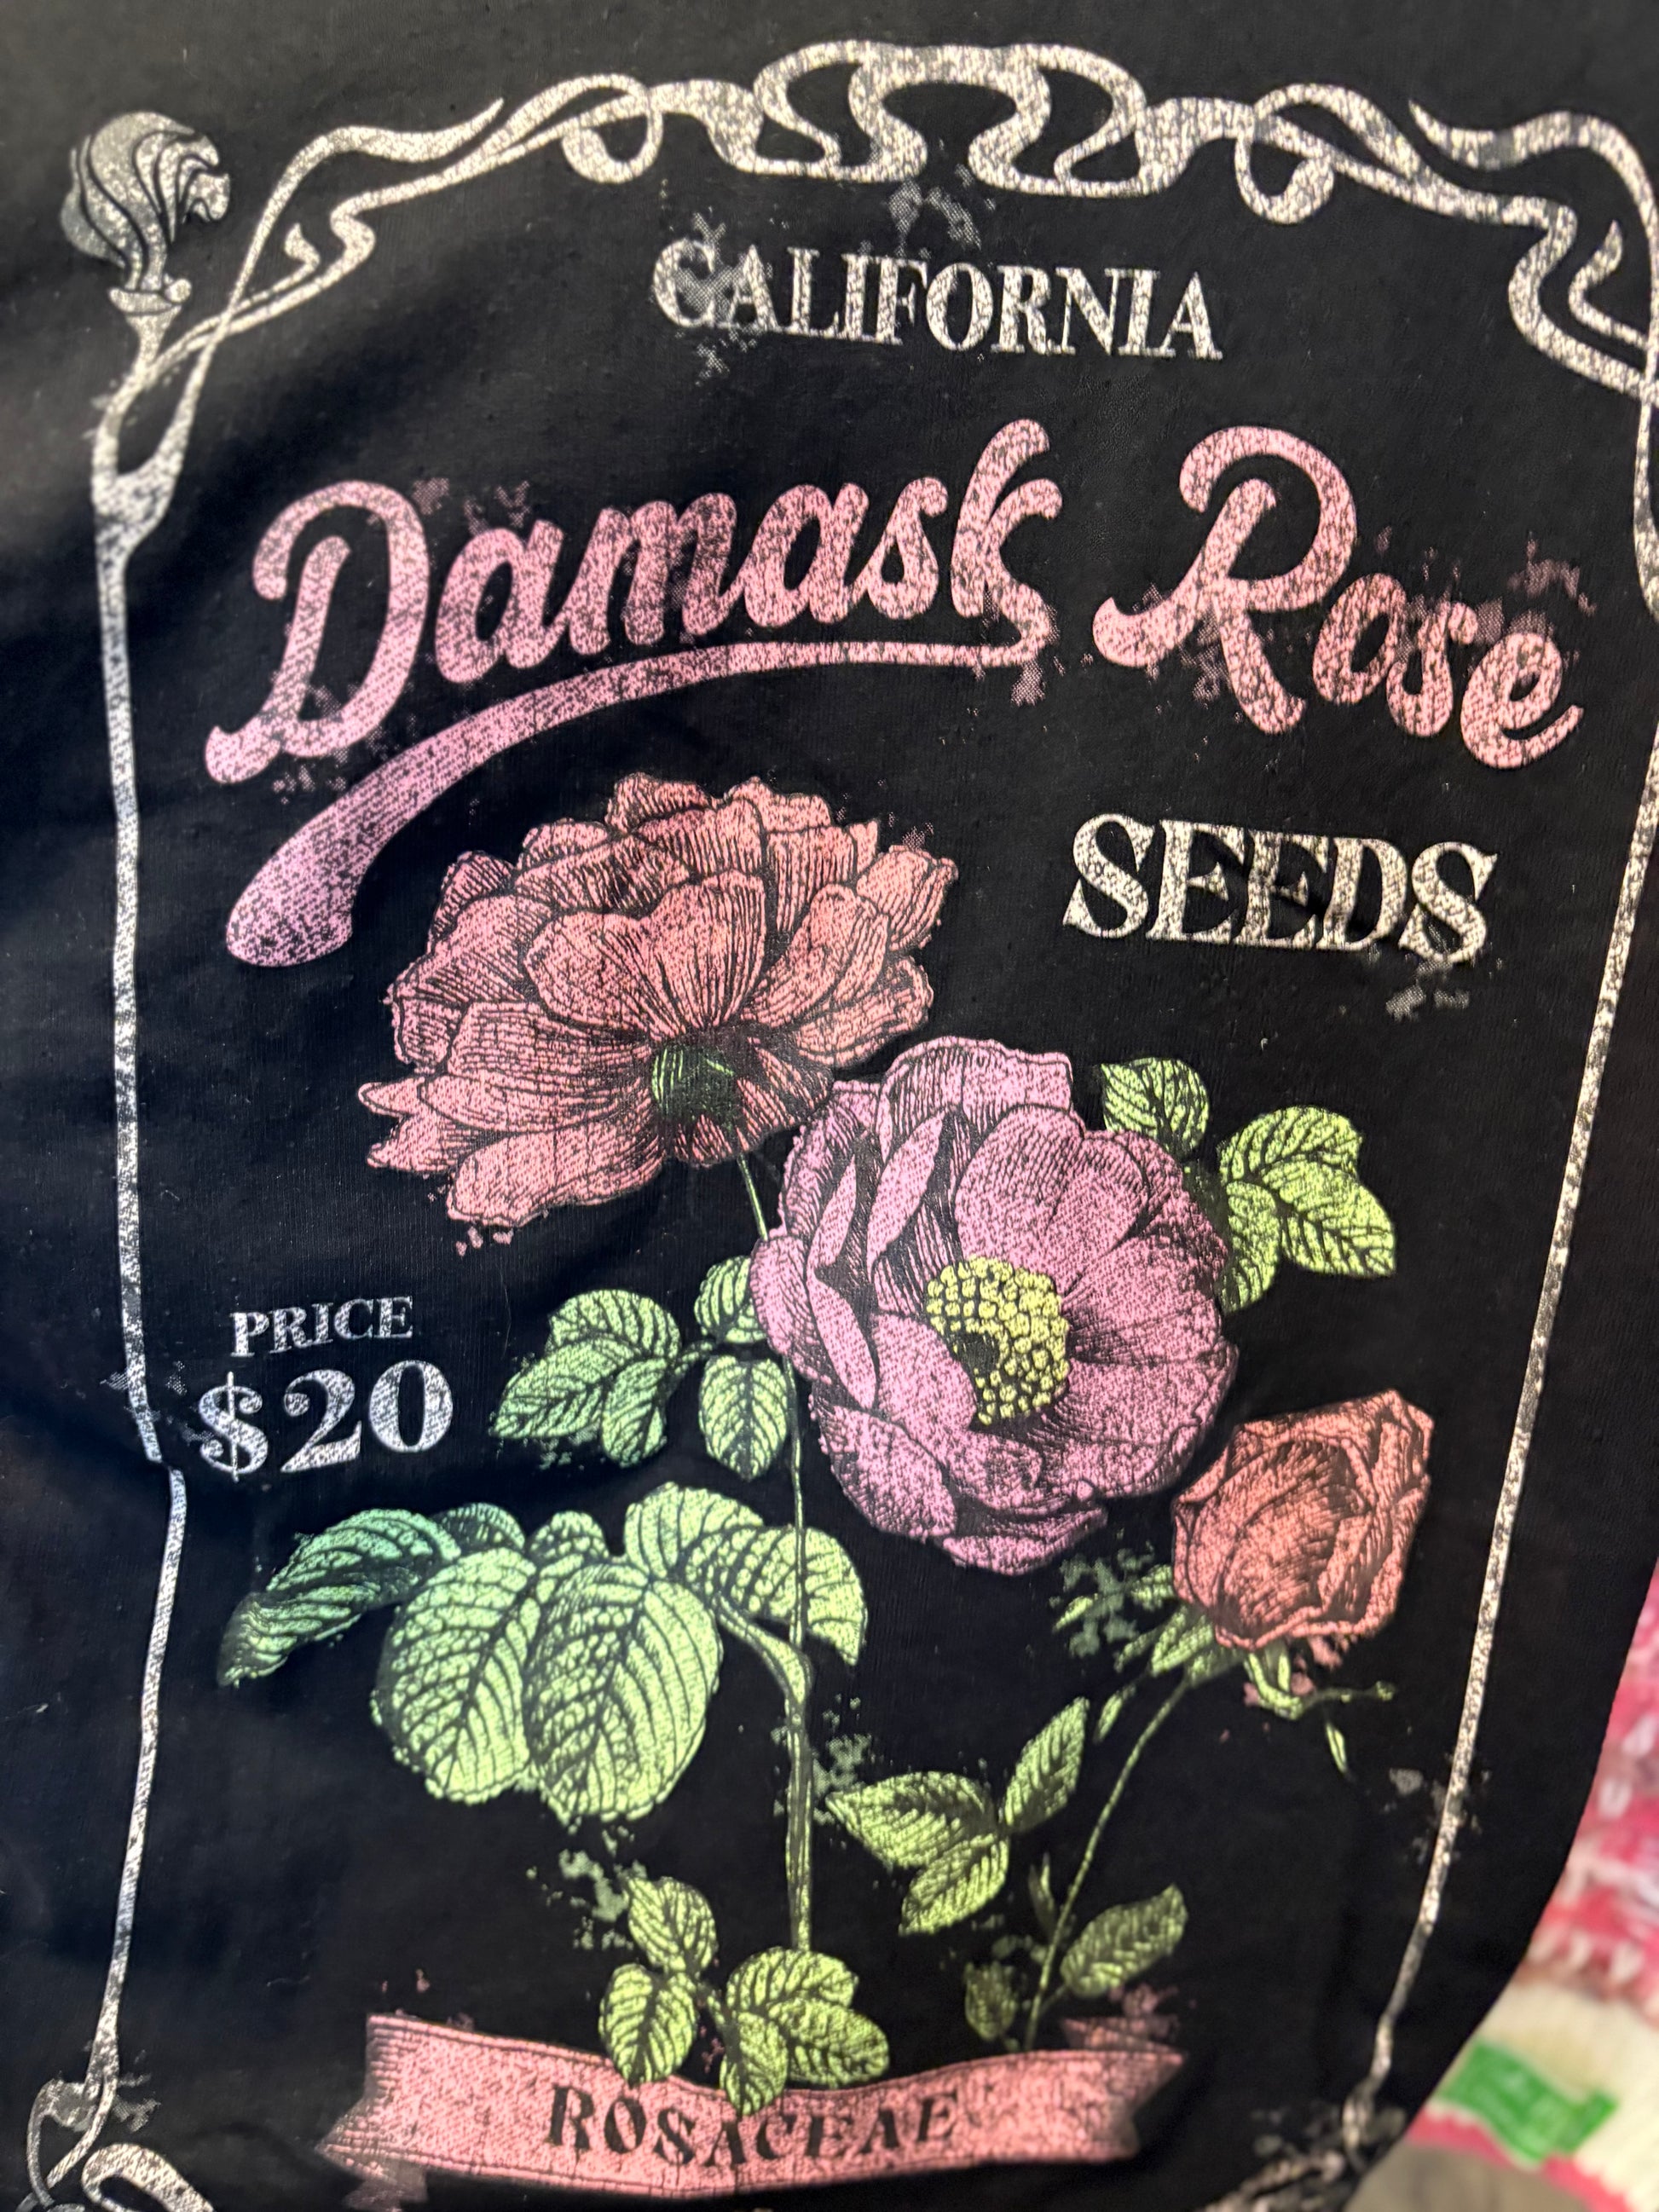 CALIFORNIA
Damask Rose
SEEDS
PRICE
$20
ROSACEAE